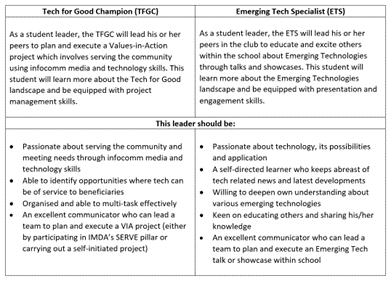 Tech for Good Champion (TFGC)
As a student leader, the TFGC will lead his or her
peers to plan and execute a Values-in-Action
project which involves serving the community
using infocomm media and technology skills. This
student will learn more about the Tech for Good
landscape and be equipped with project
management skills.
Emerging Tech Specialist (ETS)
As a student leader, the ETS will lead his or her
peers in the club to educate and excite others
within the school about Emerging Technologies
through talks and showcases. This student will
learn more about the Emerging Technologies
landscape and be equipped with presentation and
engagement skills.
This leader should be:
• Passionate about serving the community and
meeting needs through infocomm media and
technology skills
• Able to identify opportunities where tech can
be of service to beneficiaries
• Organised and able to multi-task effectively
• An excellent communicator who can lead a
team to plan and execute a VIA project (either
by participating in IMDA's SERVE pillar or
carrying out a self-initiated project)
• Passionate about technology, its possibilities
and application
• A self-directed learner who keeps abreast of
tech related news and latest developments
• Willing to deepen own understanding about
various emerging technologies
• Keen on educating others and sharing his/her
knowledge
• An excellent communicator who can lead a
team to plan and execute an Emerging Tech
talk or showcase within school